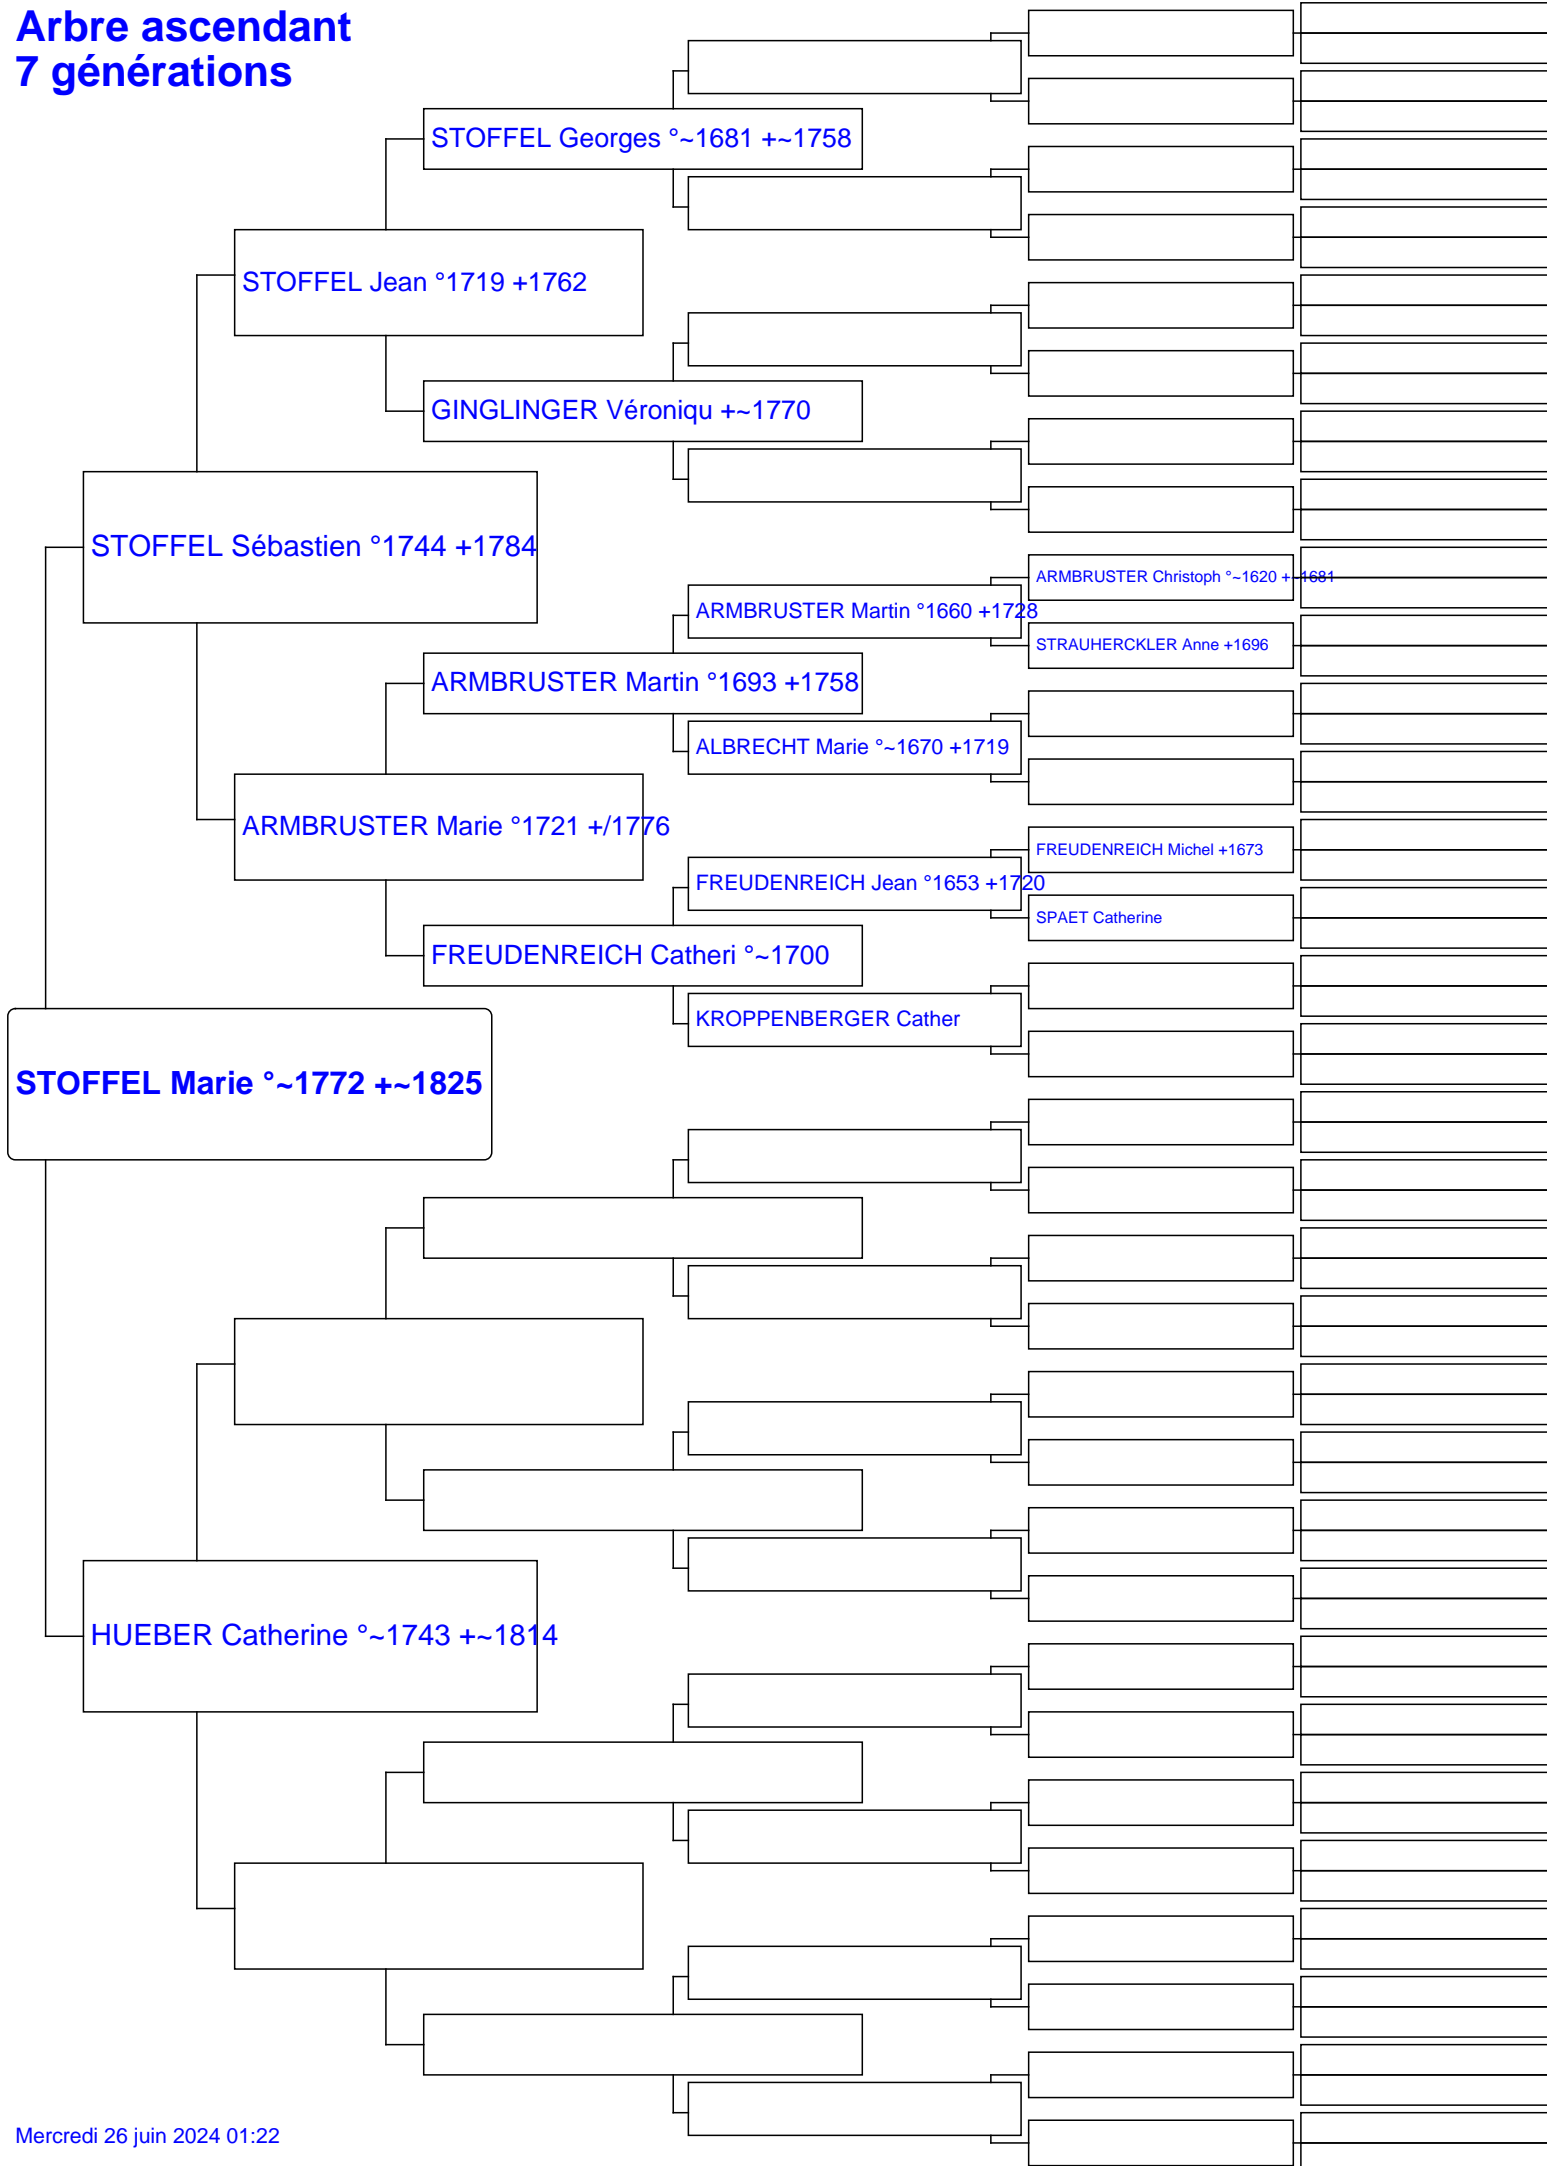 Arbre ascendant
7 générations
STOFFEL Georges °~1681 +~1758
STOFFEL Jean °1719 +1762
GINGLINGER Véroniqu +~1770
STOFFEL Sébastien °1744 +1784
ARMBRUSTER Christoph °~1620 +~1681
ARMBRUSTER Martin °1660 +1728
STRAUHERCKLER Anne +1696
ARMBRUSTER Martin °1693 +1758
ALBRECHT Marie °~1670 +1719
ARMBRUSTER Marie °1721 +/1776
FREUDENREICH Michel +1673
FREUDENREICH Jean °1653 +1720
SPAET Catherine
FREUDENREICH Catheri °~1700
KROPPENBERGER Cather
STOFFEL Marie °~1772 +~1825
HUEBER Catherine °~1743 +~1814
Mercredi 26 juin 2024 01:22